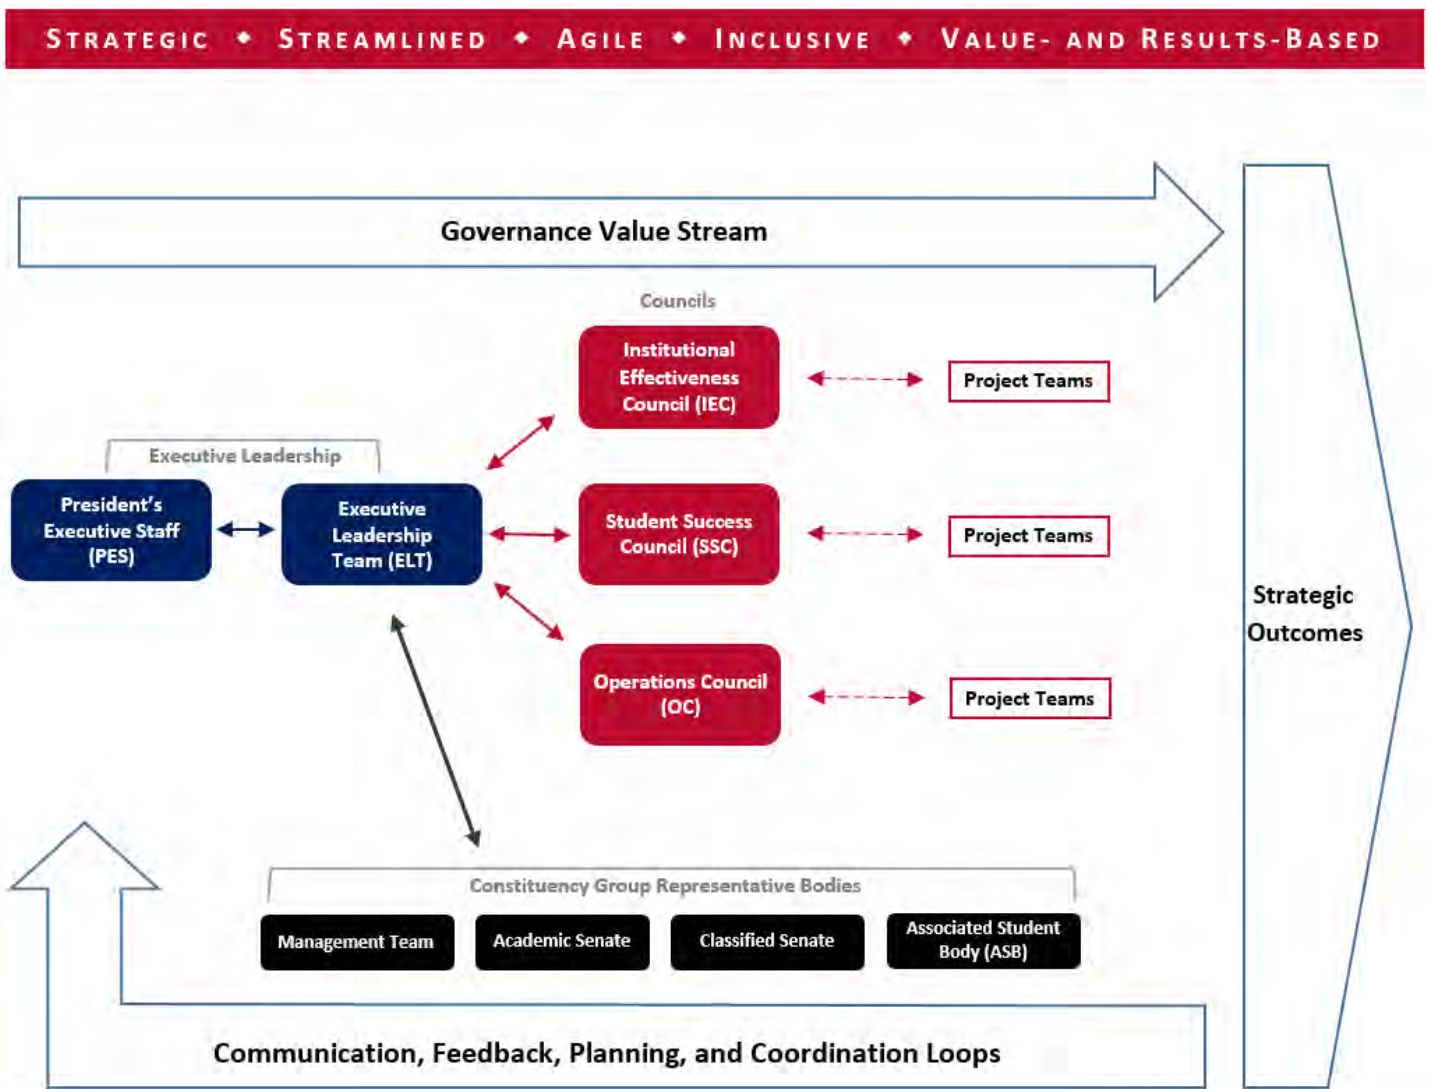 STRATEGIC ◆ STREAMLINED ◆ AGILE ◆ INCLUSIVE ◆ VALUE- AND RESULTS-BASED
Governance Value Stream
Councils
Institutional
Effectiveness
Council (IEC)
Project Teams
Executive Leadership
President's
Executive Staff
(PES)
Executive
Leadership
Team (ELT)
Student Success
Council (SSC)
Project Teams
Operations Council
(OC)
Project Teams
Strategic
Outcomes
Constituency Group Representative Bodies
Management Team
Academic Senate
Classified Senate
Associated Student
Body (ASB)
Communication, Feedback, Planning, and Coordination Loops